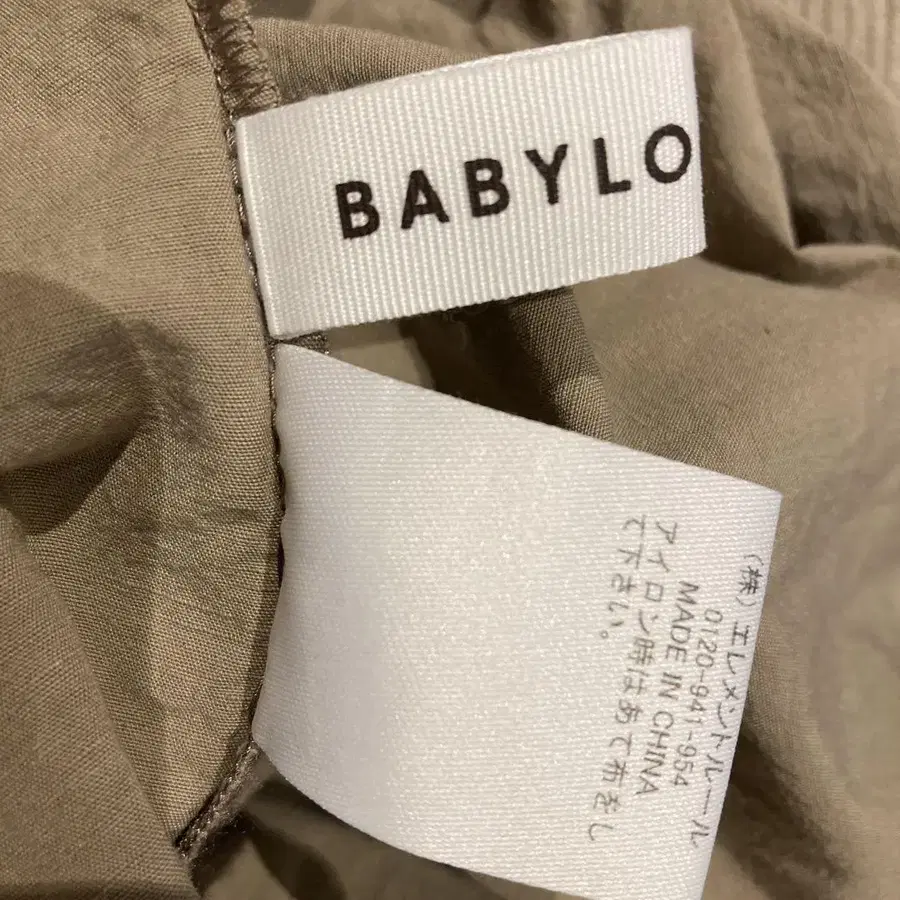 BABYLO
アイロン時はあて布をし
て下さい。
MADE IN CHINA
0120-941-954
(株)エレメントルール